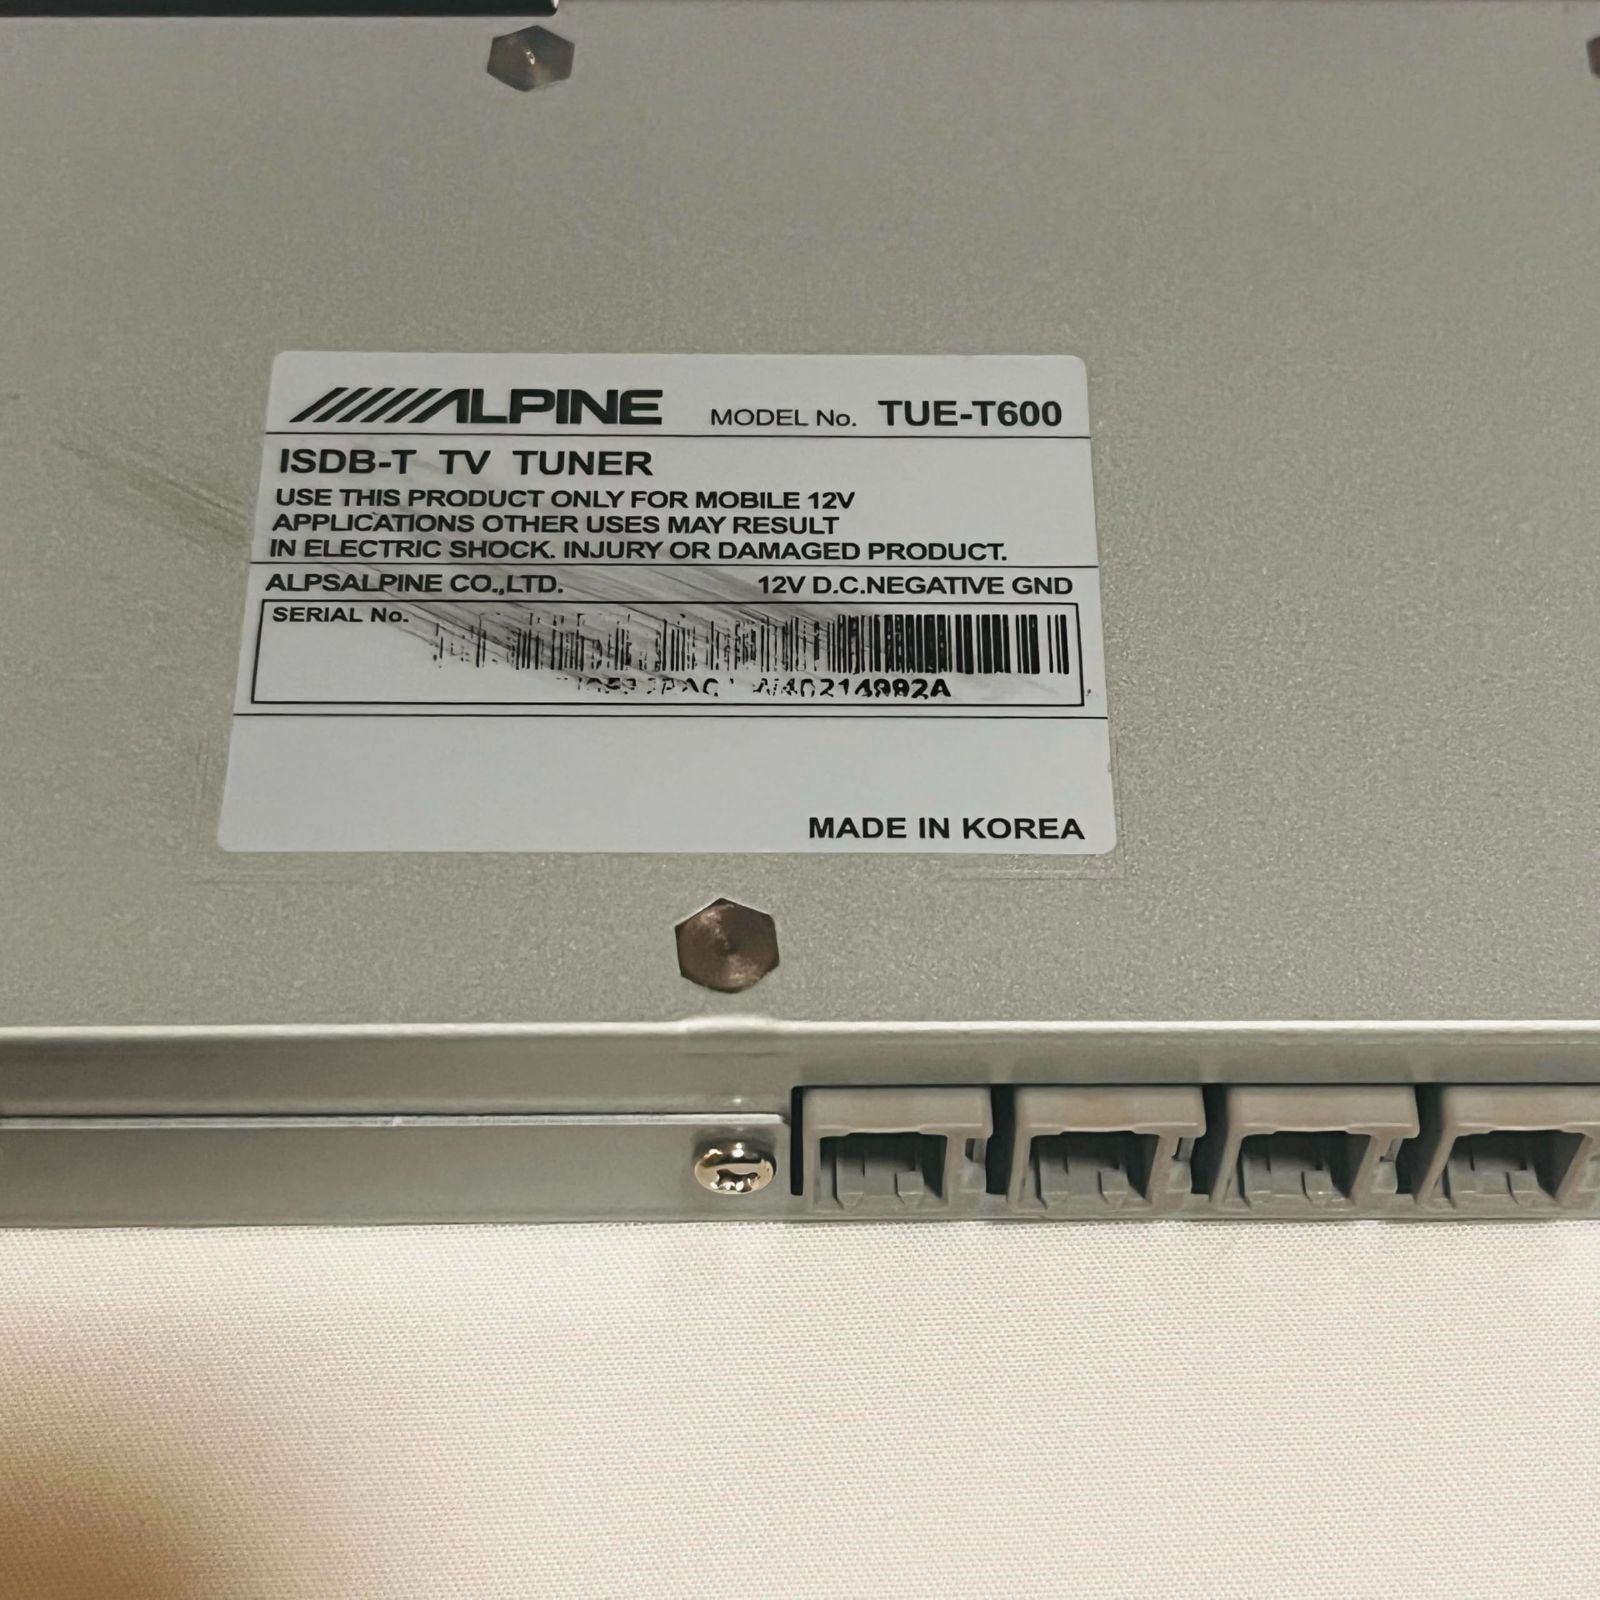 ALPINE MODEL No. TUE-T600
ISDB-T TV TUNER
USE THIS PRODUCT ONLY FOR MOBILE 12V
APPLICATIONS OTHER USES MAY RESULT
IN ELECTRIC SHOCK. INJURY OR DAMAGED PRODUCT.
ALPSALPINE CO.,LTD. 12V D.C.NEGATIVE GND
SERIAL No.
MADE IN KOREA